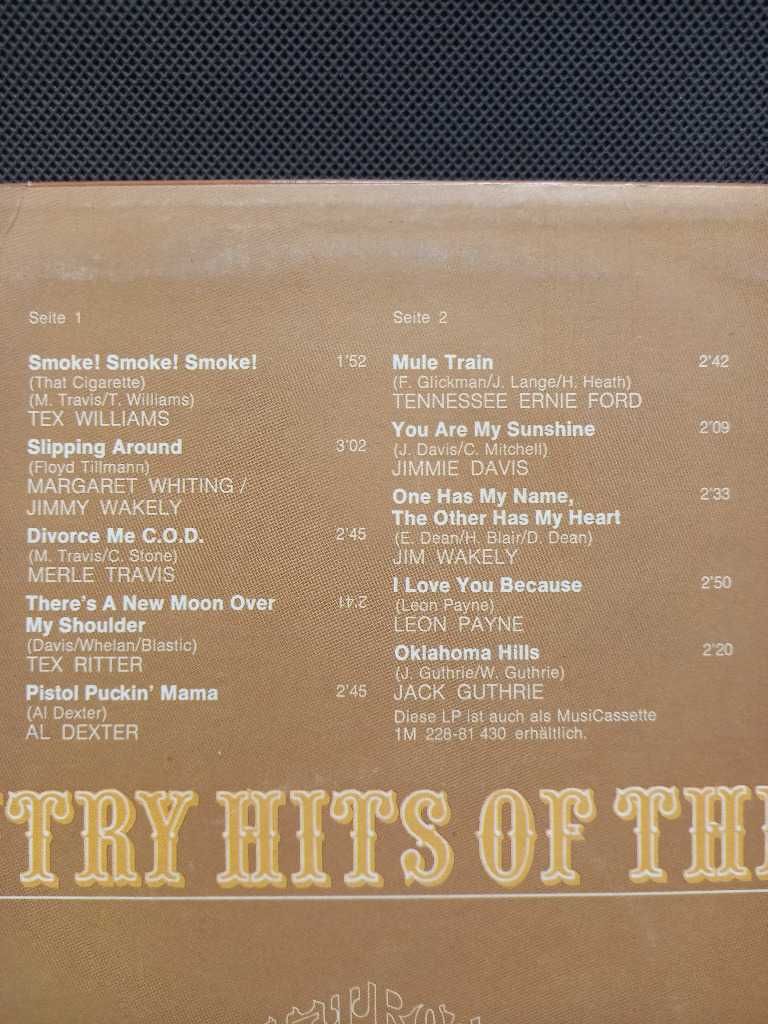 Seite 1
Smoke! Smoke! Smoke! 1'52
(That Cigarette)
(M. Travis/T. Williams)
TEX WILLIAMS
Slipping Around 3'02
(Floyd Tillmann)
MARGARET WHITING /
JIMMY WAKELY
Divorce Me C.O.D. 2'45
(M. Travis/C. Stone)
MERLE TRAVIS
There's A New Moon Over 2:41
My Shoulder
(Davis/Whelan/Blastic)
TEX RITTER
Pistol Puckin' Mama 2'45
(Al Dexter)
AL DEXTER
Seite 2
Mule Train 2'42
(F. Glickman/J. Lange/H. Heath)
TENNESSEE ERNIE FORD
You Are My Sunshine 2'09
(J. Davis/C. Mitchell)
JIMMIE DAVIS
One Has My Name, 2'33
The Other Has My Heart
(E. Dean/H. Blair/D. Dean)
JIM WAKELY
I Love You Because 2'50
(Leon Payne)
LEON PAYNE
Oklahoma Hills 2'20
(J. Guthrie/W. Guthrie)
JACK GUTHRIE
Diese LP ist auch als MusiCassette
1M 228-81 430 erhältlich.
TRY HITS OF TH